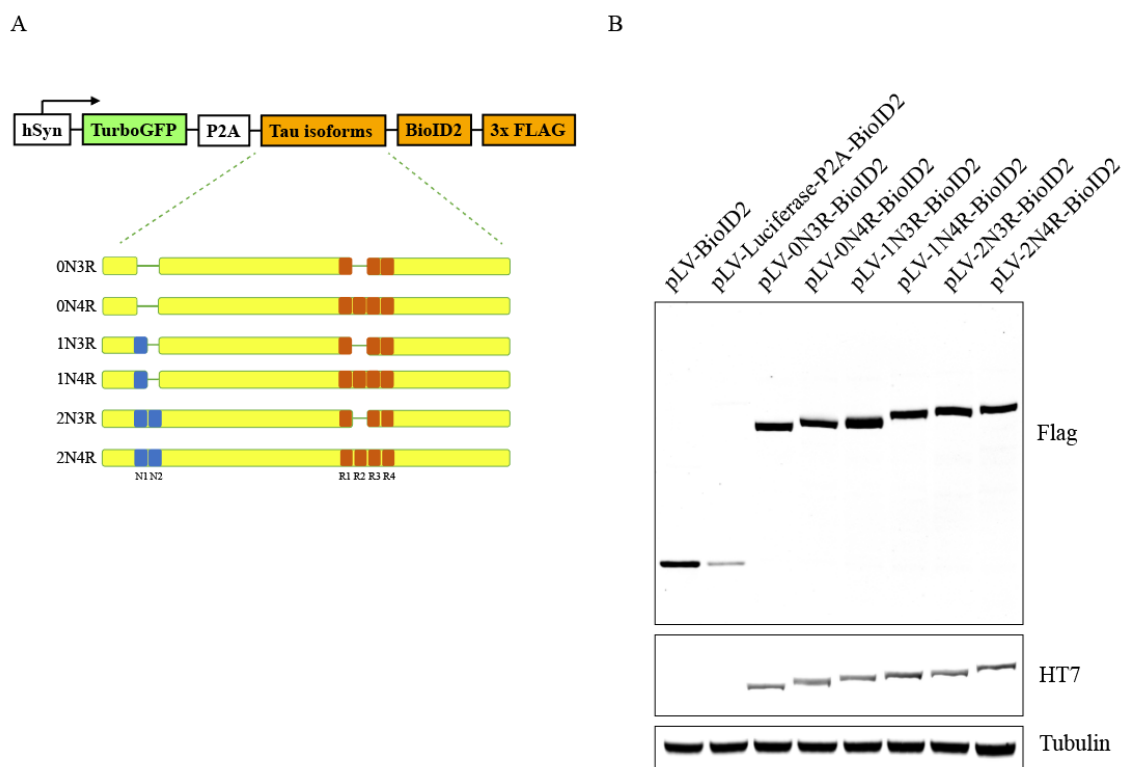 A
B
hSyn
TurboGFP
P2A
Tau isoforms
BioID2
3x FLAG
0N3R
0N4R
1N3R
1N4R
2N3R
2N4R
N1 N2
R1 R2 R3 R4
pLV-BioID2
pLV-Luciferase-P2A-BioID2
pLV-0N3R-BioID2
pLV-0N4R-BioID2
pLV-1N3R-BioID2
pLV-1N4R-BioID2
pLV-2N3R-BioID2
pLV-2N4R-BioID2
Flag
HT7
Tubulin